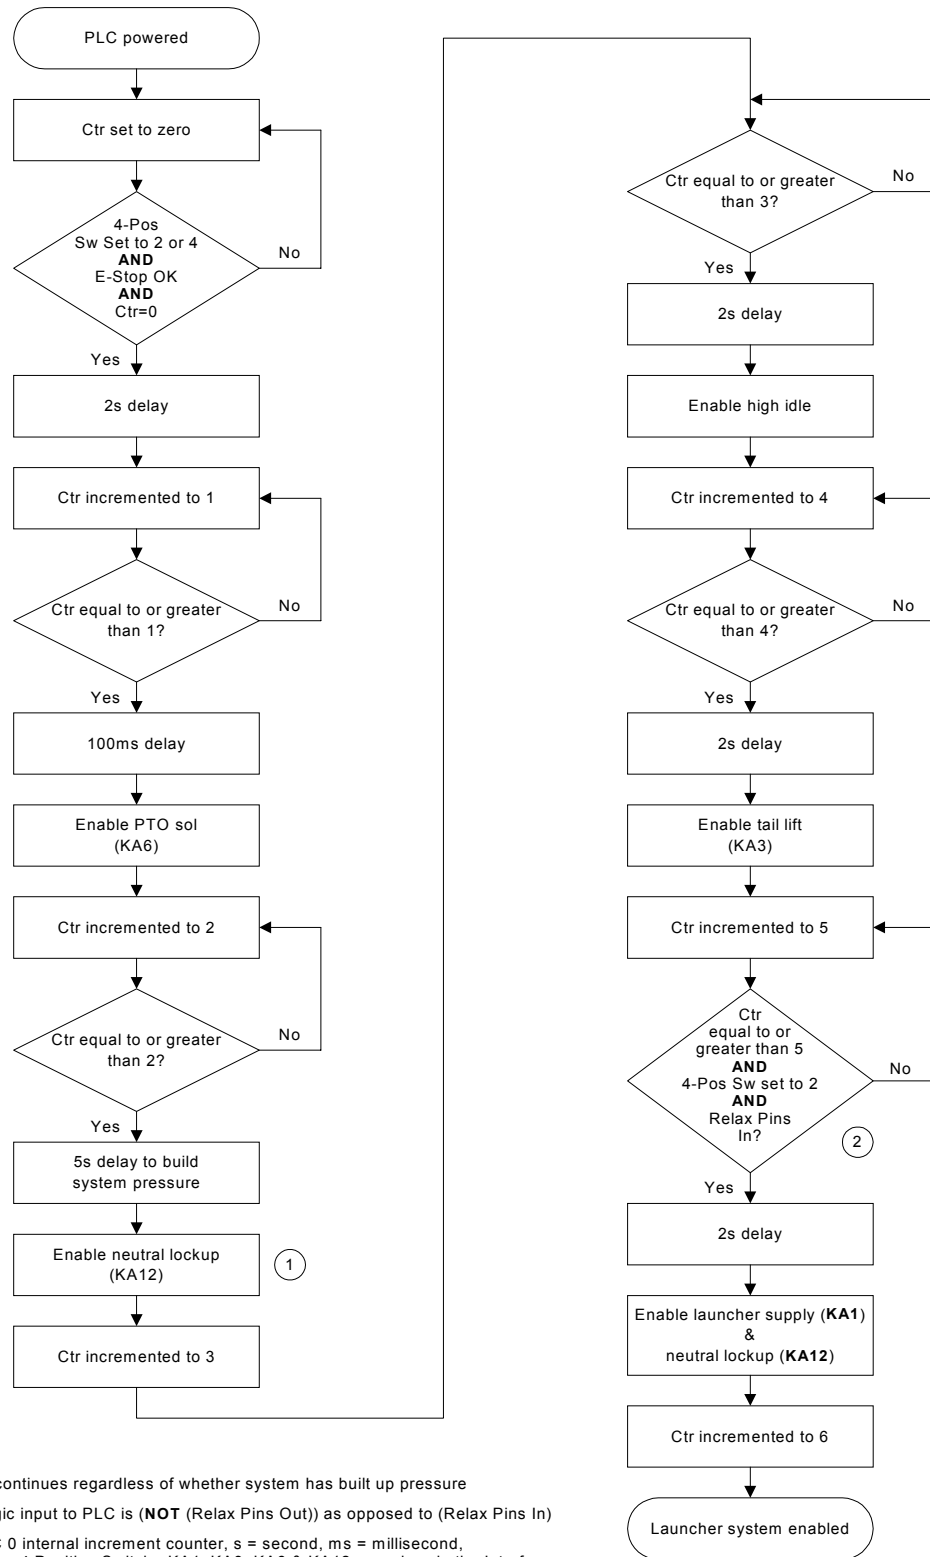 PLC powered
Ctr set to zero
4-Pos
Sw Set to 2 or 4
AND
E-Stop OK
AND
Ctr=0
No
Yes
2s delay
Ctr incremented to 1
Ctr equal to or greater
than 1?
No
Yes
100ms delay
Enable PTO sol
(KA6)
Ctr incremented to 2
Ctr equal to or greater
than 2?
No
Yes
5s delay to build
system pressure
Enable neutral lockup
(KA12)
1
Ctr incremented to 3
Ctr equal to or greater
than 3?
No
Yes
2s delay
Enable high idle
Ctr incremented to 4
Ctr equal to or greater
than 4?
No
Yes
2s delay
Enable tail lift
(KA3)
Ctr incremented to 5
Ctr
equal to or
greater than 5
AND
4-Pos Sw set to 2
AND
Relax Pins
In?
No
2
Yes
2s delay
Enable launcher supply (KA1)
&
neutral lockup (KA12)
Ctr incremented to 6
Launcher system enabled
continues regardless of whether system has built up pressure
gic input to PLC is (NOT (Relax Pins Out)) as opposed to (Relax Pins In)
0 internal increment counter, s = second, ms = millisecond,